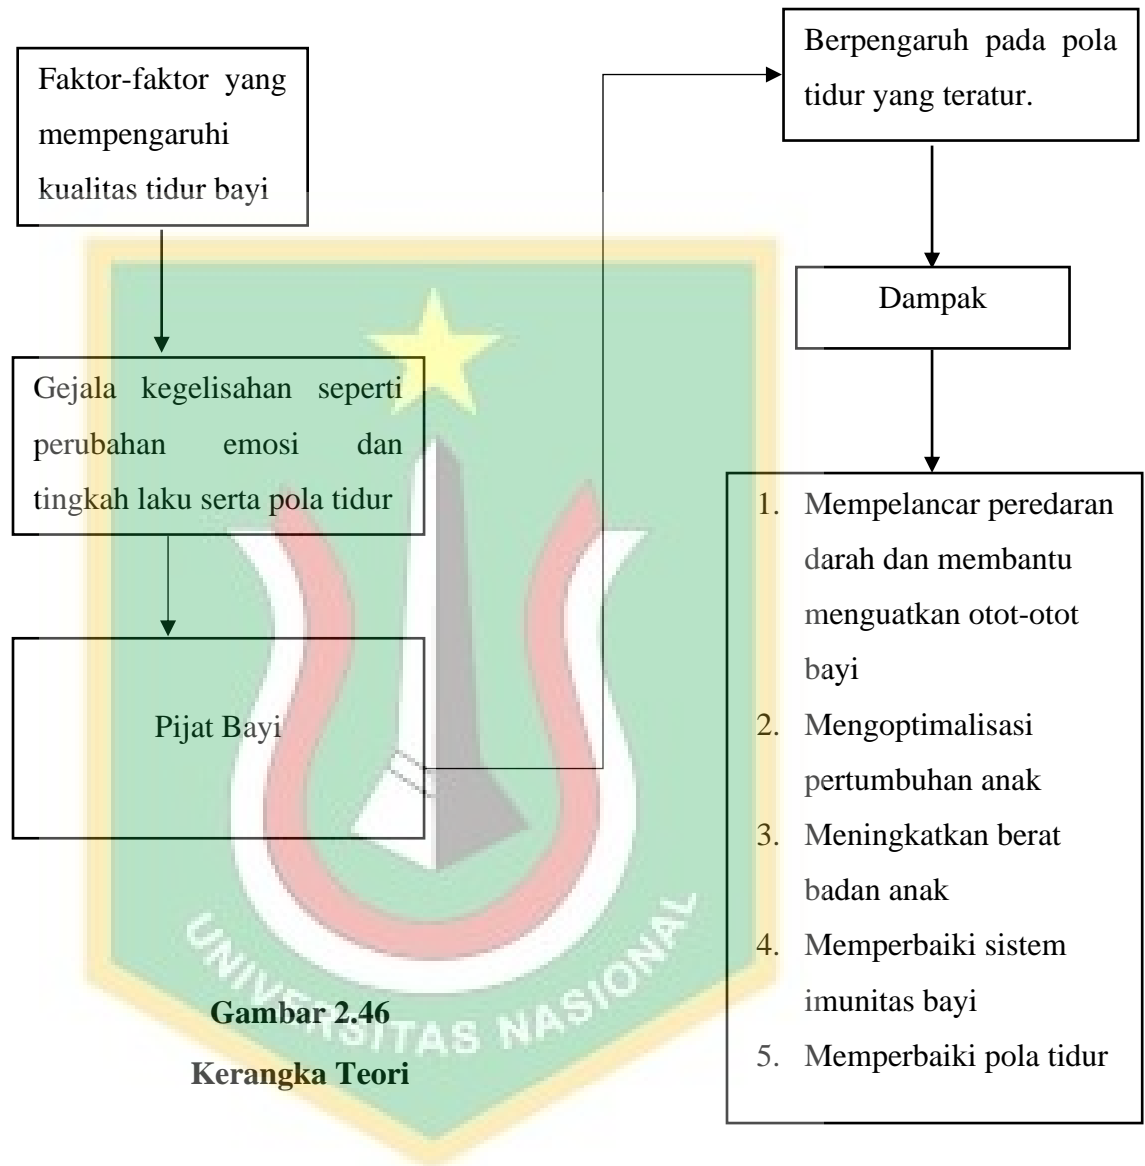 Faktor-faktor yang
mempengaruhi
kualitas tidur bayi
Gejala kegelisahan seperti
perubahan emosi dan
tingkah laku serta pola tidur
Pijat Bayi
Berpengaruh pada pola
tidur yang teratur.
Dampak
1. Mempelancar peredaran
darah dan membantu
menguatkan otot-otot
bayi
2. Mengoptimalisasi
pertumbuhan anak
3. Meningkatkan berat
badan anak
4. Memperbaiki sistem
imunitas bayi
5. Memperbaiki pola tidur
UNIVERSITAS NASIONAL
Gambar 2.46
Kerangka Teori